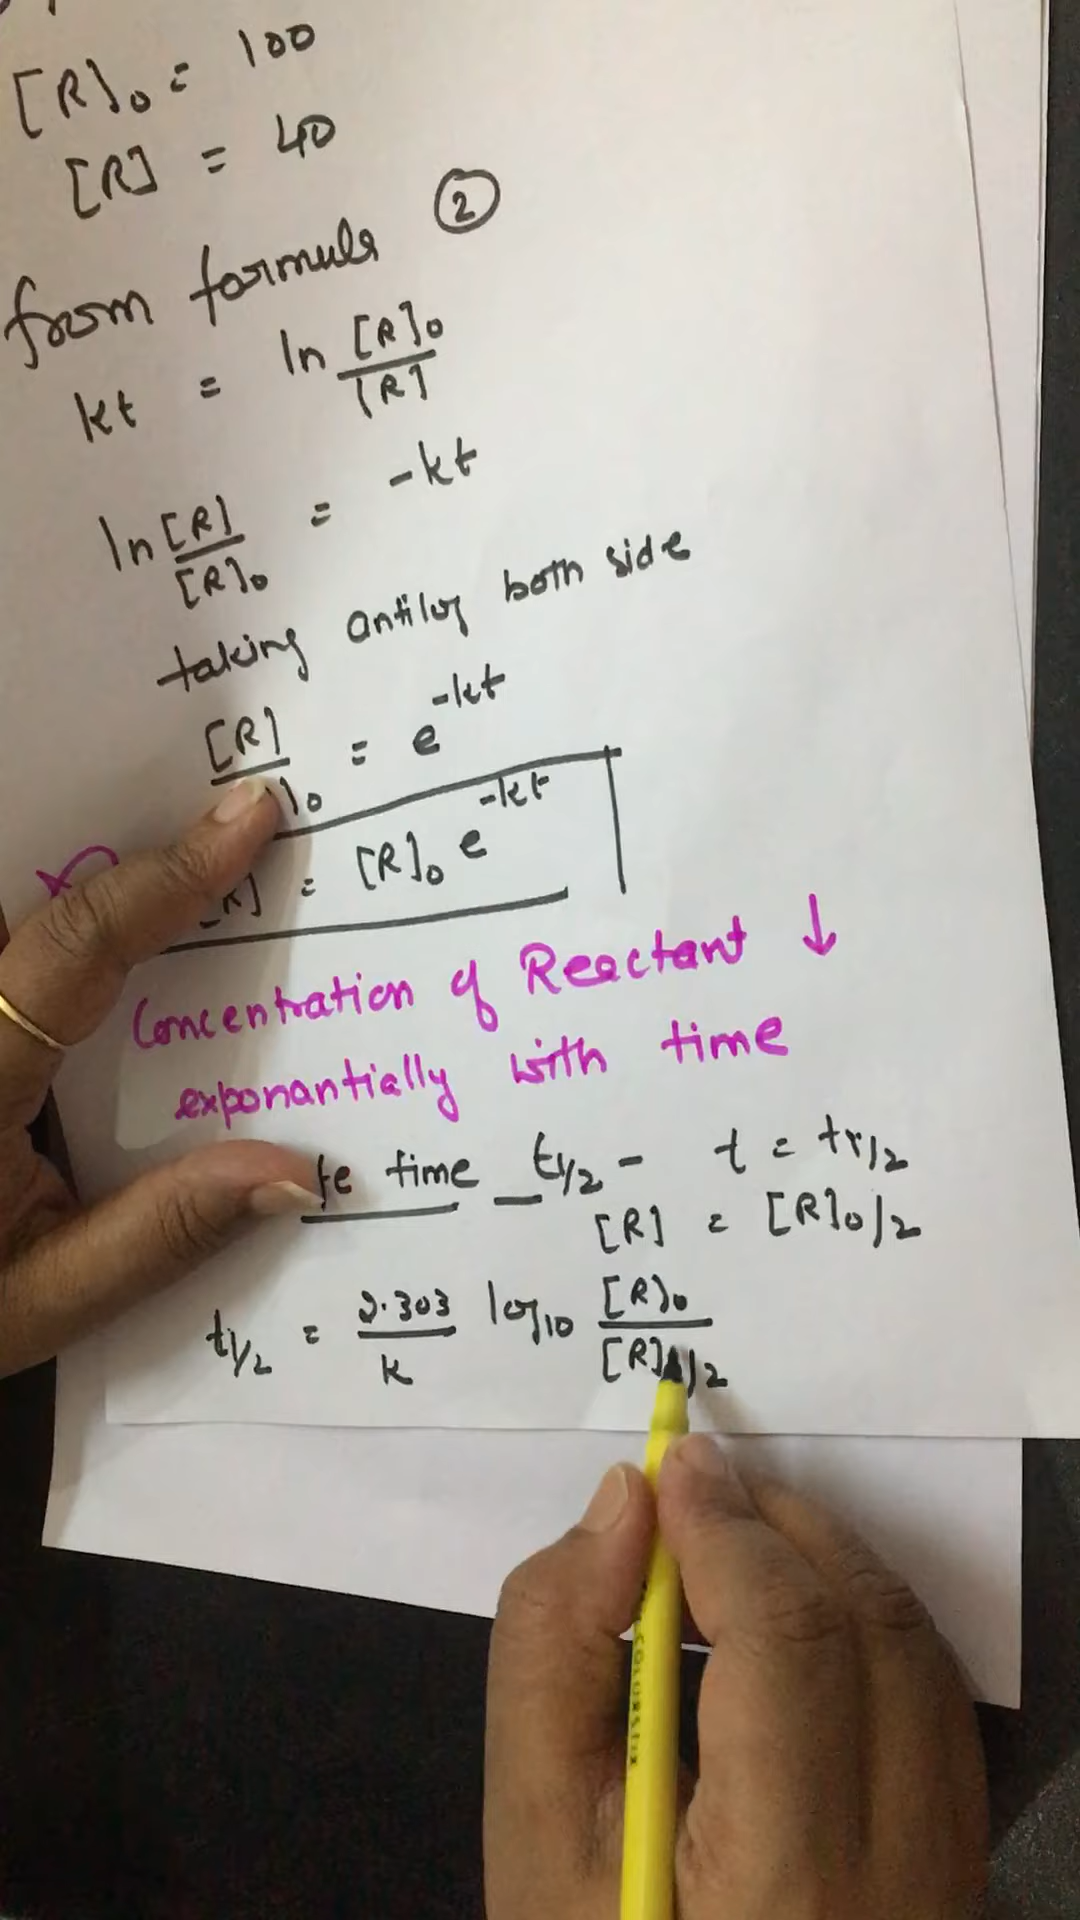 [R]₀ = 100
[R] = 40
from formula ②
kt = ln [R]₀ / [R]
ln [R] / [R]₀ = -kt
taking antilog both side
[R] / ]₀ = e^-kt
R] = [R]₀ e^-kt
Concentration of Reactant ↓
exponantially with time
fe time t1/2 - t = t1/2
[R] = [R]₀/2
t1/2 = 2.303 / k log10 [R]₀ / [R]₀/2
COLURSTIX